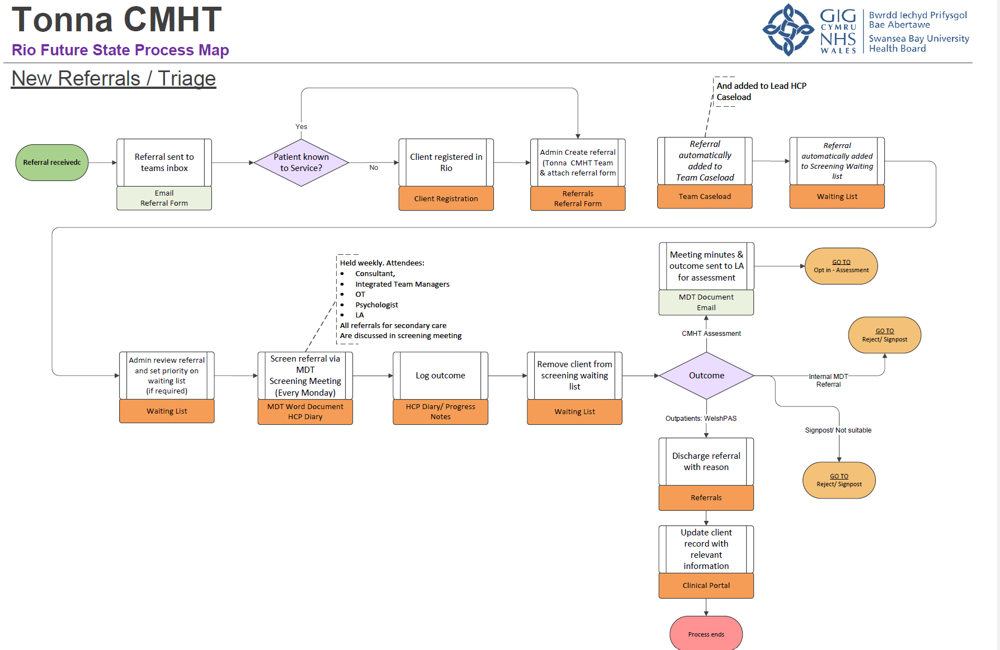 Tonna CMHT
Rio Future State Process Map
GIG
CYMRU
NHS
WALES
Bwrdd Iechyd Prifysgol
Bae Abertawe
Swansea Bay University
Health Board
New Referrals / Triage
And added to Lead HCP
Caseload
Yes
Referral receivedc
Referral sent to
teams inbox
Email
Referral Form
Patient known
to Service?
No
Client registered in
Rio
Client Registration
Admin Create referral
(Tonna  CMHT Team
& attach referral form
Referrals
Referral Form
Referral
automatically
added to
Team Caseload
Team Caseload
Referral
automatically added
to Screening Waiting
list
Waiting List
Held weekly. Attendees:
• Consultant,
• Integrated Team Managers
• OT
• Psychologist
• LA
All referrals for secondary care
Are discussed in screening meeting
Meeting minutes &
outcome sent to LA
for assessment
MDT Document
Email
GO TO
Opt in - Assessment
CMHT Assessment
GO TO
Reject/ Signpost
Admin review referral
and set priority on
waiting list
(if required)
Waiting List
Screen referral via
MDT
Screening Meeting
(Every Monday)
MDT Word Document
HCP Diary
Log outcome
HCP Diary/ Progress
Notes
Remove client from
screening waiting
list
Waiting List
Outcome
Internal MDT
Referral
Outpatients: WelshPAS
Signpost/ Not suitable
Discharge referral
with reason
Referrals
GO TO
Reject/ Signpost
Update client
record with
relevant
information
Clinical Portal
Process ends